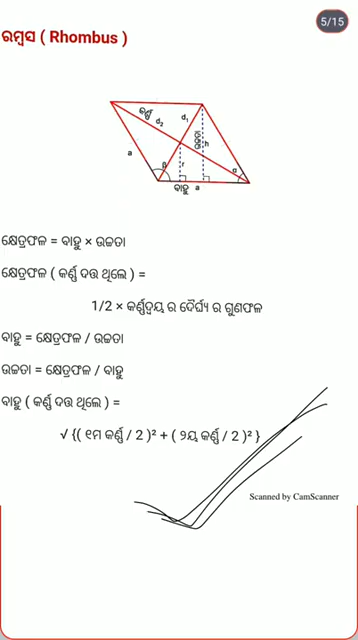 5/15
ରମ୍ବସ ( Rhombus )
କର୍ଣ୍ଣ
d₂
d₁
ଉଚ୍ଚତା
h
a
β
r
α
ବାହୁ a
କ୍ଷେତ୍ରଫଳ = ବାହୁ × ଉଚ୍ଚତା
କ୍ଷେତ୍ରଫଳ ( କର୍ଣ୍ଣ ଦତ୍ତ ଥିଲେ ) =
1/2 × କର୍ଣ୍ଣଦ୍ବୟ ର ଦୈର୍ଘ୍ୟ ର ଗୁଣଫଳ
ବାହୁ = କ୍ଷେତ୍ରଫଳ / ଉଚ୍ଚତା
ଉଚ୍ଚତା = କ୍ଷେତ୍ରଫଳ / ବାହୁ
ବାହୁ ( କର୍ଣ୍ଣ ଦତ୍ତ ଥିଲେ ) =
√ {( ୧ମ କର୍ଣ୍ଣ / 2 )² + ( ୨ୟ କର୍ଣ୍ଣ / 2 )² }
Scanned by CamScanner